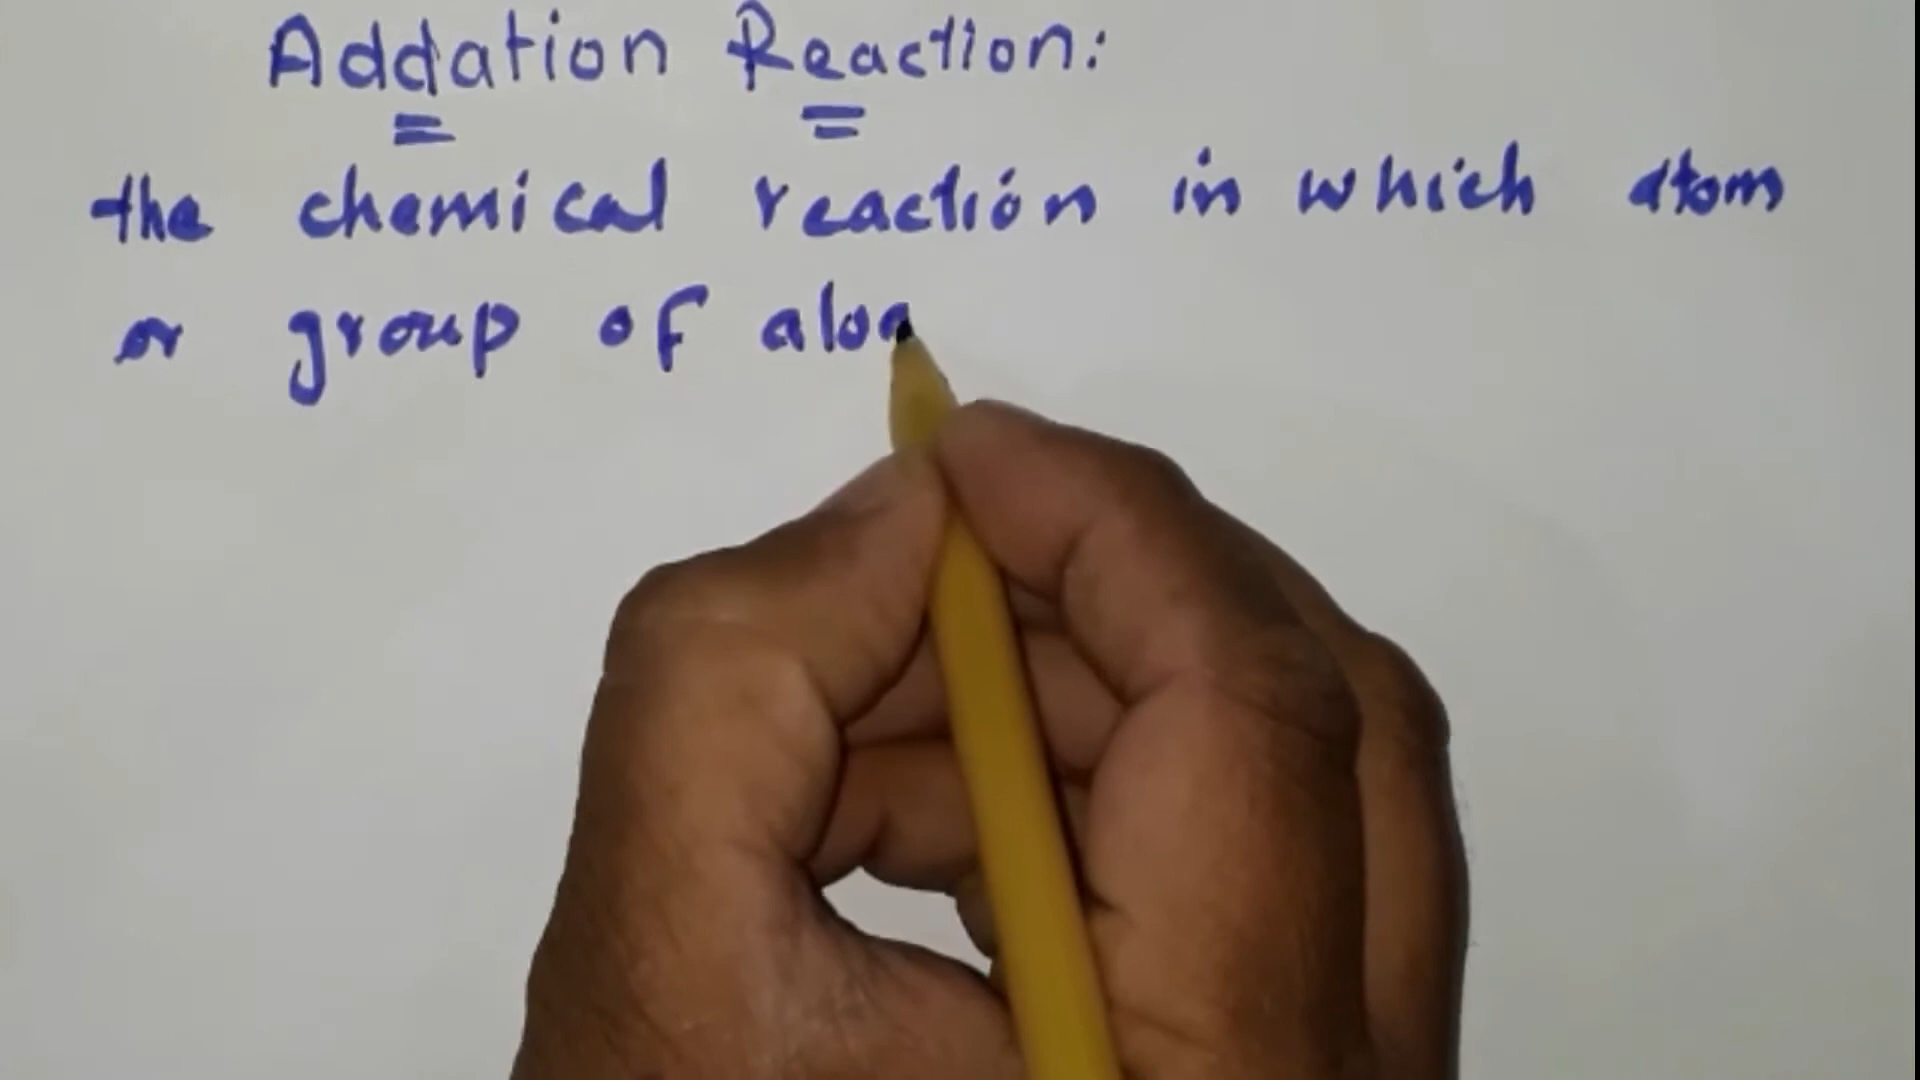 Addation Reaction:
the chemical reaction in which atom
or group of